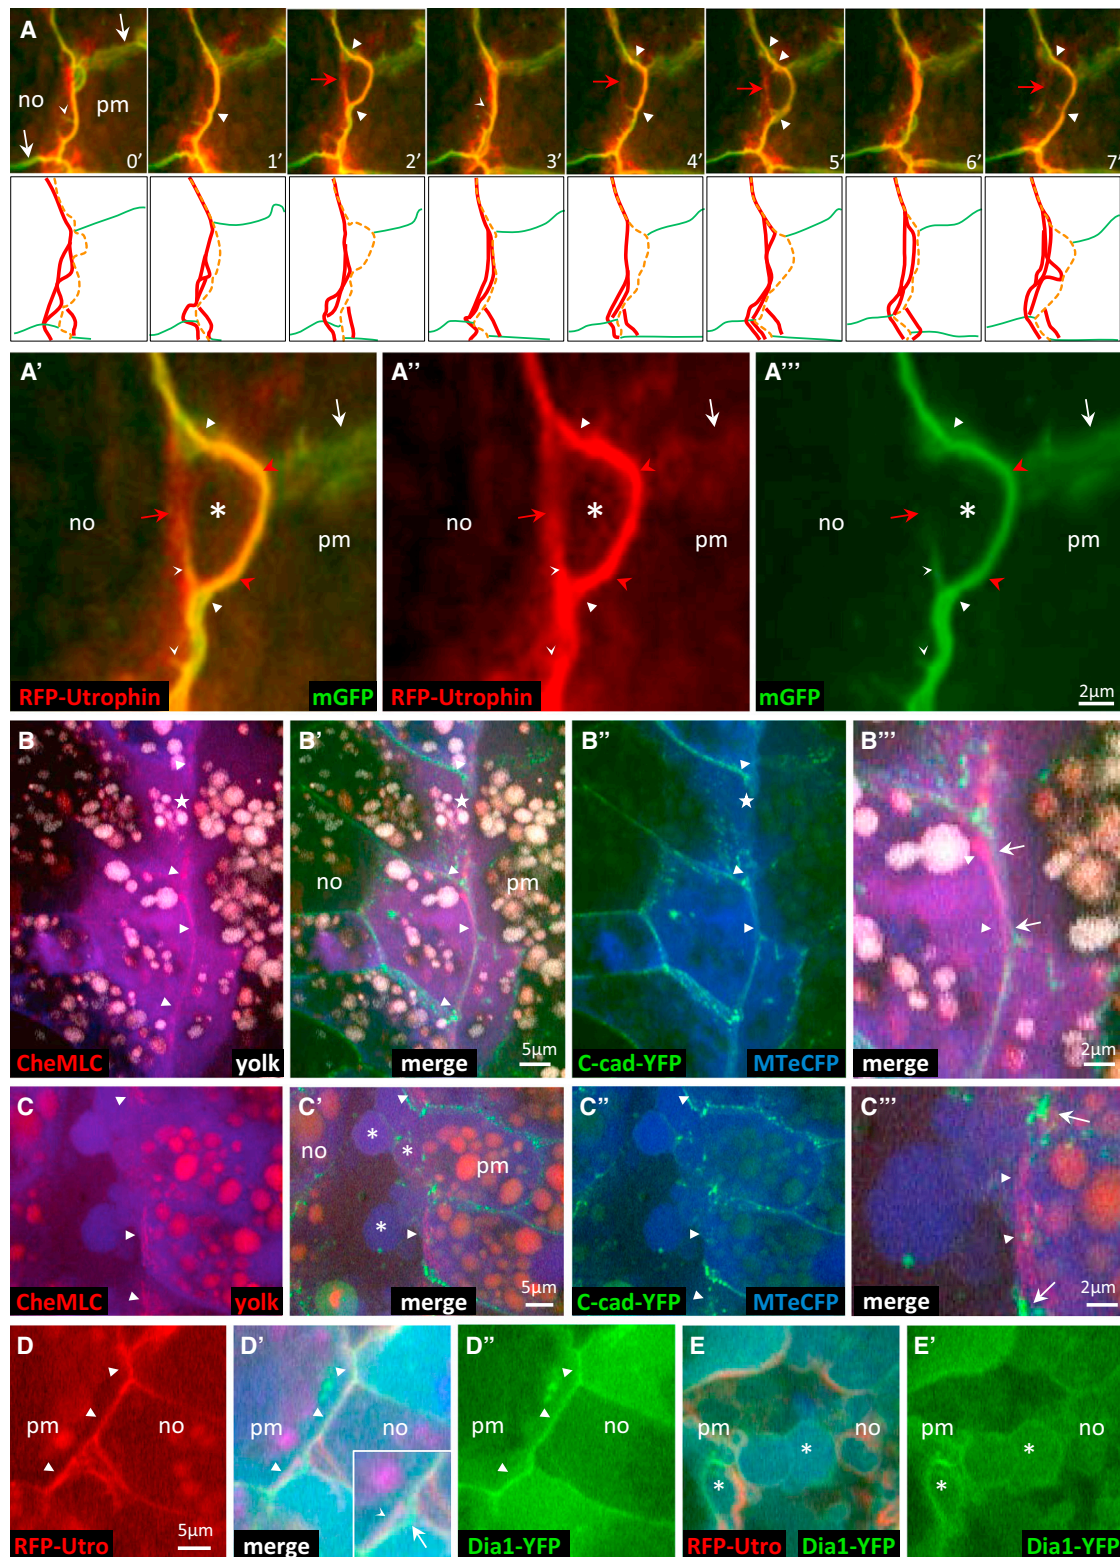 A
no
pm
0’
1’
2’
3’
4’
5’
6’
7’
A’
no
*
pm
RFP-Utrophin
mGFP
A’’
no
*
pm
RFP-Utrophin
A’’’
no
*
pm
mGFP
2µm
B
CheMLC
yolk
B’
no
pm
merge
5µm
B’’
C-cad-YFP
MTeCFP
B’’’
merge
2µm
C
CheMLC
yolk
C’
no
*
*
pm
*
merge
5µm
C’’
C-cad-YFP
MTeCFP
C’’’
merge
2µm
D
pm
no
RFP-Utro
5µm
D’
pm
no
merge
D’’
pm
no
Dia1-YFP
E
pm
no
*
*
RFP-Utro
Dia1-YFP
E’
pm
no
*
*
Dia1-YFP